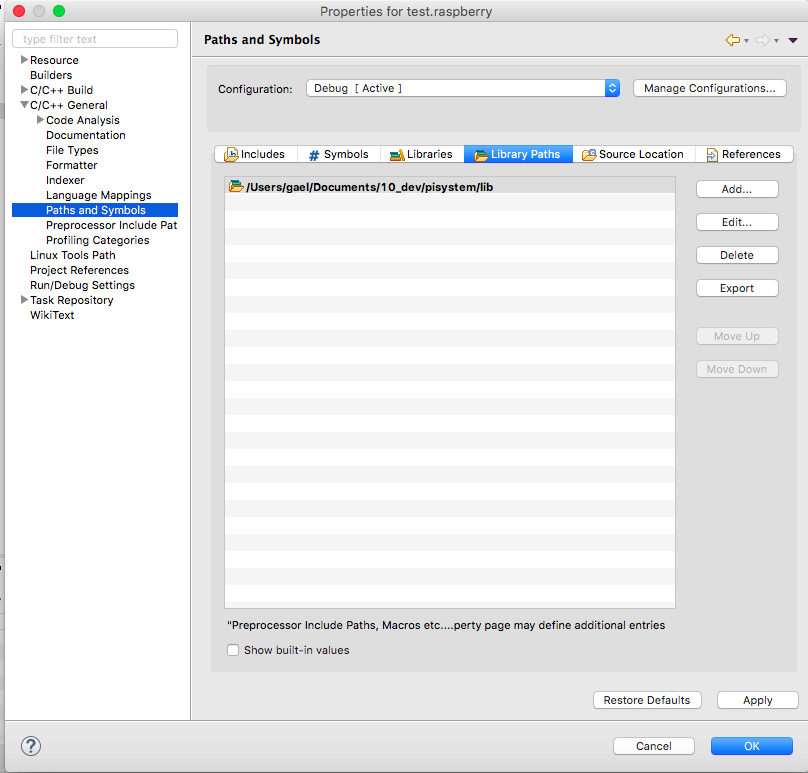 Properties for test.raspberry
type filter text
Paths and Symbols
Resource
Builders
C/C++ Build
C/C++ General
Code Analysis
Documentation
File Types
Formatter
Indexer
Language Mappings
Paths and Symbols
Preprocessor Include Pat
Profiling Categories
Linux Tools Path
Project References
Run/Debug Settings
Task Repository
WikiText
Configuration:
Debug [ Active ]
Manage Configurations...
Includes
# Symbols
Libraries
Library Paths
Source Location
References
/Users/gael/Documents/10_dev/pisystem/lib
Add...
Edit...
Delete
Export
Move Up
Move Down
"Preprocessor Include Paths, Macros etc....perty page may define additional entries
Show built-in values
Restore Defaults
Apply
?
Cancel
OK